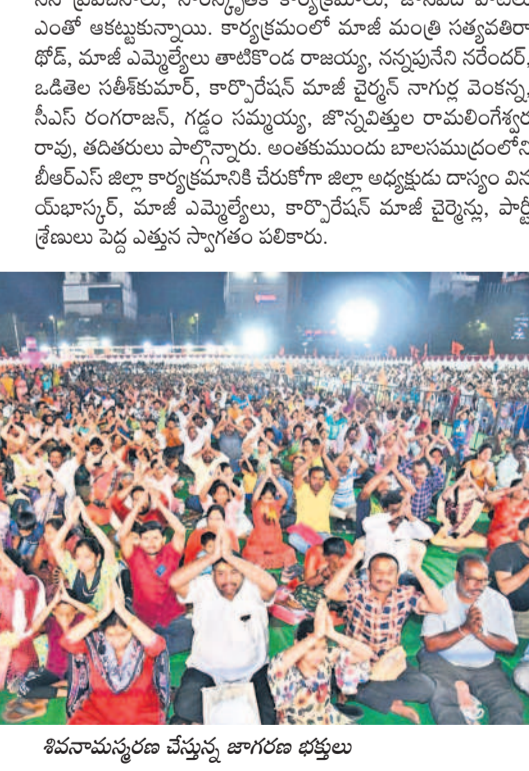 ఎంతో ఆకట్టుకున్నాయి. కార్యక్రమంలో మాజీ మంత్రి సత్యవతిరా
థోడ్, మాజీ ఎమ్మెల్యేలు తాటికొండ రాజయ్య, నన్నపునేని నరేందర్,
ఒడితెల సతీశ్‌కుమార్, కార్పొరేషన్ మాజీ చైర్మన్ నాగుర్ల వెంకన్న,
సీఎస్ రంగరాజన్, గడ్డం సమ్మయ్య, జొన్నవిత్తుల రామలింగేశ్వర
రావు, తదితరులు పాల్గొన్నారు. అంతకుముందు బాలసముద్రంలోని
బీఆర్ఎస్ జిల్లా కార్యక్రమానికి చేరుకోగా జిల్లా అధ్యక్షుడు దాస్యం విన
య్‌భాస్కర్, మాజీ ఎమ్మెల్యేలు, కార్పొరేషన్ మాజీ చైర్మెన్లు, పార్టీ
శ్రేణులు పెద్ద ఎత్తున స్వాగతం పలికారు.
శివనామస్మరణ చేస్తున్న జాగరణ భక్తులు